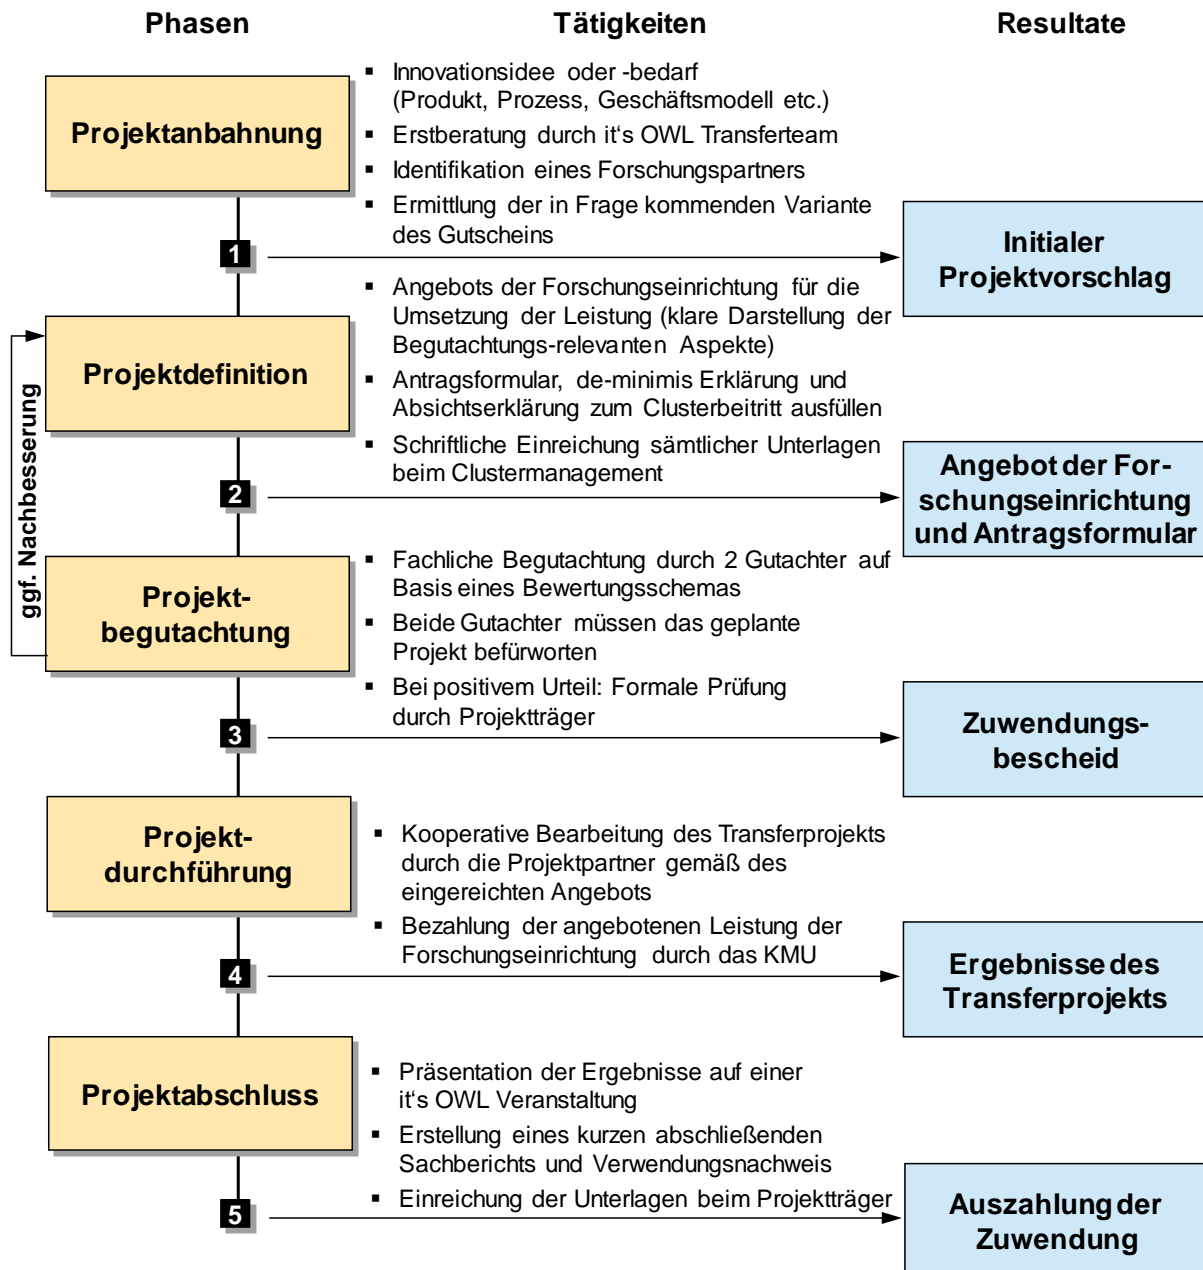 Phasen
Tätigkeiten
Resultate
Projektanbahnung
▪ Innovationsidee oder -bedarf
(Produkt, Prozess, Geschäftsmodell etc.)
▪ Erstberatung durch it‘s OWL Transferteam
▪ Identifikation eines Forschungspartners
▪ Ermittlung der in Frage kommenden Variante
des Gutscheins
1
Initialer
Projektvorschlag
Projektdefinition
▪ Angebots der Forschungseinrichtung für die
Umsetzung der Leistung (klare Darstellung der
Begutachtungs-relevanten Aspekte)
▪ Antragsformular, de-minimis Erklärung und
Absichtserklärung zum Clusterbeitritt ausfüllen
▪ Schriftliche Einreichung sämtlicher Unterlagen
beim Clustermanagement
2
Angebot der For-
schungseinrichtung
und Antragsformular
ggf. Nachbesserung
Projekt-
begutachtung
▪ Fachliche Begutachtung durch 2 Gutachter auf
Basis eines Bewertungsschemas
▪ Beide Gutachter müssen das geplante
Projekt befürworten
▪ Bei positivem Urteil: Formale Prüfung
durch Projektträger
3
Zuwendungs-
bescheid
Projekt-
durchführung
▪ Kooperative Bearbeitung des Transferprojekts
durch die Projektpartner gemäß des
eingereichten Angebots
▪ Bezahlung der angebotenen Leistung der
Forschungseinrichtung durch das KMU
4
Ergebnisse des
Transferprojekts
Projektabschluss
▪ Präsentation der Ergebnisse auf einer
it‘s OWL Veranstaltung
▪ Erstellung eines kurzen abschließenden
Sachberichts und Verwendungsnachweis
▪ Einreichung der Unterlagen beim Projektträger
5
Auszahlung der
Zuwendung